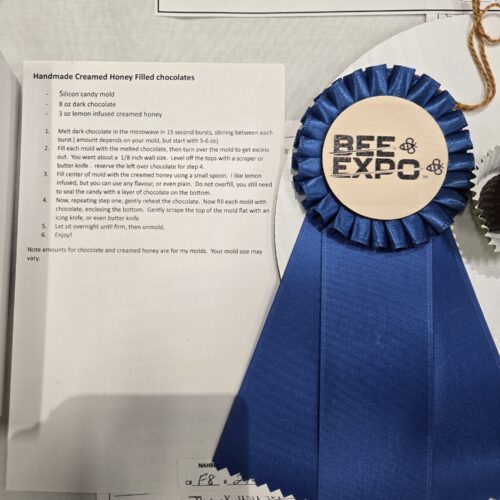 Handmade Creamed Honey Filled chocolates
- Silicon candy mold
- 8 oz dark chocolate
- 3 oz lemon infused creamed honey
1. Melt dark chocolate in the microwave in 15 second bursts, stirring between each
burst ( amount depends on your mold, but start with 5-6 oz)
2. Fill each mold with the melted chocolate, then turn over the mold to get excess
out. You want about a 1/8 inch wall size. Level off the tops with a scraper or
butter knife . reserve the left over chocolate for step 4.
3. Fill center of mold with the creamed honey using a small spoon. I like lemon
infused, but you can use any flavour, or even plain. Do not overfill, you still need
to seal the candy with a layer of chocolate on the bottom.
4. Now, repeating step one, gently reheat the chocolate. Now fill each mold with
chocolate, enclosing the bottom. Gently scrape the top of the mold flat with an
icing knife, or even butter knife
5. Let sit overnight until firm, then unmold.
6. Enjoy!
Note amounts for chocolate and creamed honey are for my molds. Your mold size may
vary.
BEE
EXPO
F8